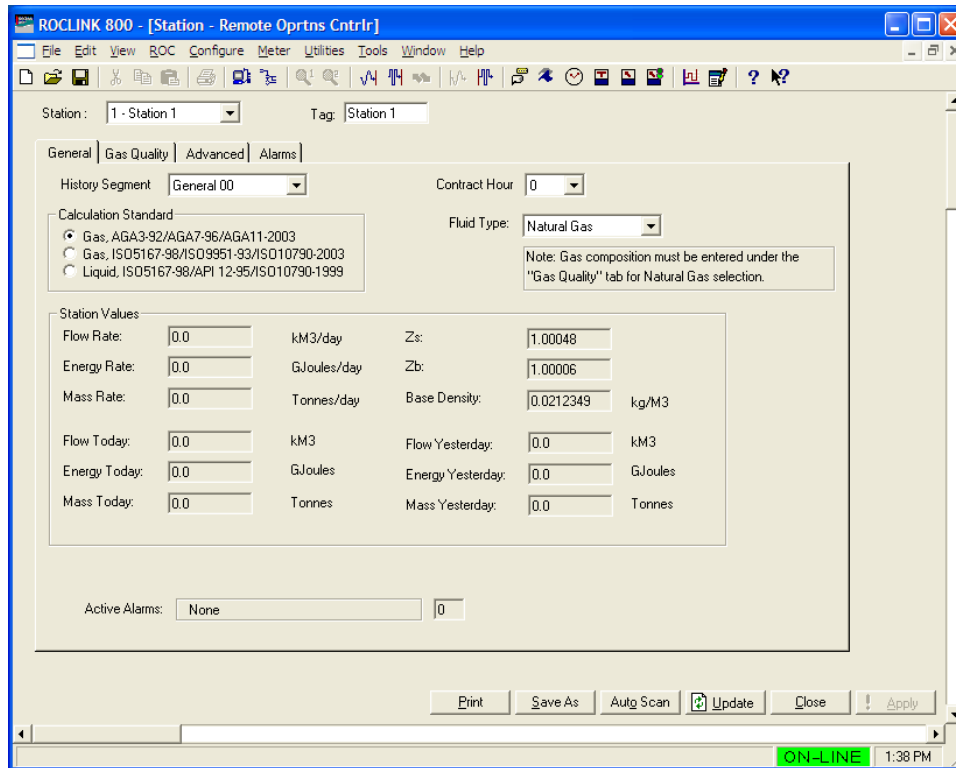 ROCLINK 800 - [Station - Remote Oprtns Cntrlr]
File Edit View ROC Configure Meter Utilities Tools Window Help
Station : 1 - Station 1 Tag: Station 1
General Gas Quality Advanced Alarms
History Segment General 00 Contract Hour 0
Calculation Standard
Gas, AGA3-92/AGA7-96/AGA11-2003
Gas, ISO5167-98/ISO9951-93/ISO10790-2003
Liquid, ISO5167-98/API 12-95/ISO10790-1999
Fluid Type: Natural Gas
Note: Gas composition must be entered under the
"Gas Quality" tab for Natural Gas selection.
Station Values
Flow Rate: 0.0 kM3/day Zs: 1.00048
Energy Rate: 0.0 GJoules/day Zb: 1.00006
Mass Rate: 0.0 Tonnes/day Base Density: 0.0212349 kg/M3
Flow Today: 0.0 kM3 Flow Yesterday: 0.0 kM3
Energy Today: 0.0 GJoules Energy Yesterday: 0.0 GJoules
Mass Today: 0.0 Tonnes Mass Yesterday: 0.0 Tonnes
Active Alarms: None 0
Print Save As Auto Scan Update Close ! Apply
ON-LINE 1:38 PM